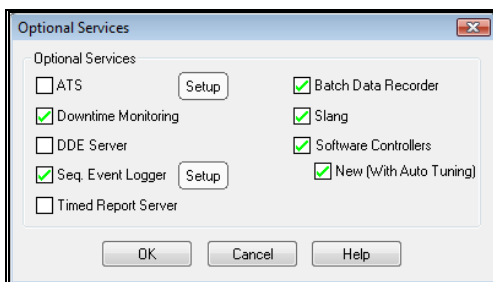 Optional Services
Optional Services
ATS Setup Batch Data Recorder
Downtime Monitoring Slang
DDE Server Software Controllers
Seq. Event Logger Setup New (With Auto Tuning)
Timed Report Server
OK Cancel Help